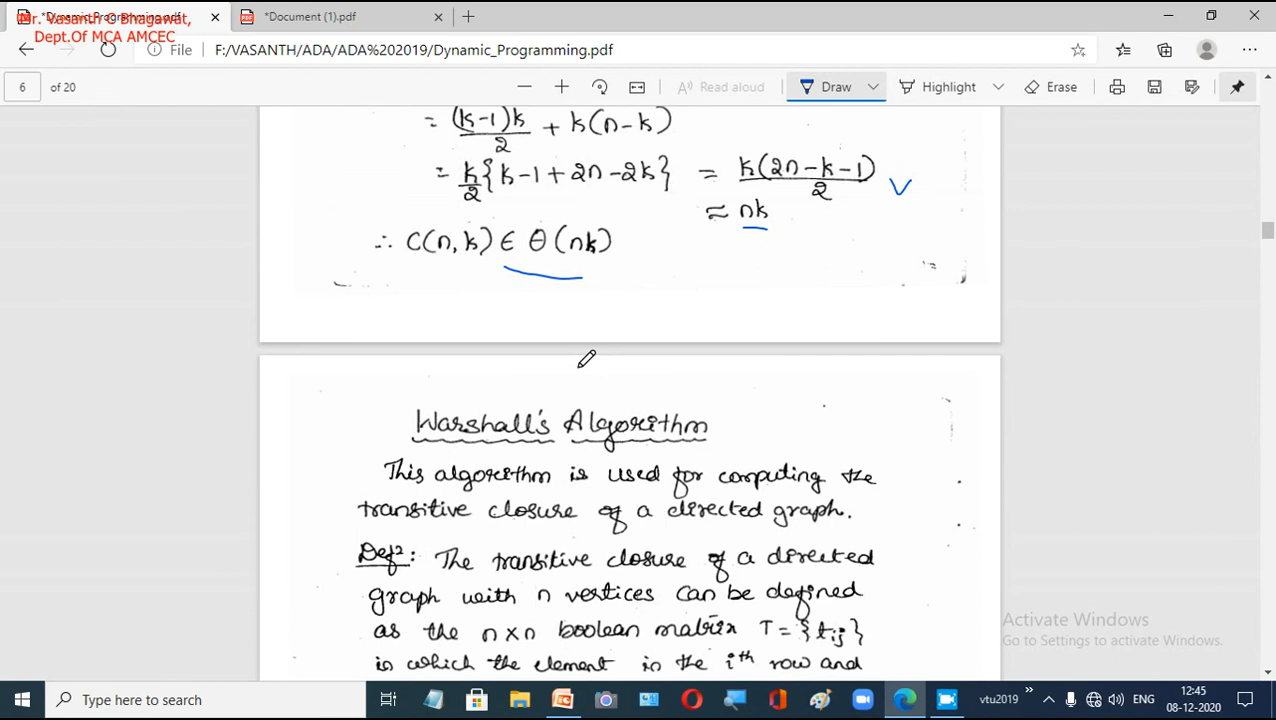 *Dynamic_Programming.pdf
*Document (1).pdf
Dr. Vasanth C Bhagawat,
Dept.Of MCA AMCEC
File F:/VASANTH/ADA/ADA%202019/Dynamic_Programming.pdf
6 of 20
Read aloud Draw Highlight Erase
= (k-1)k/2 + k(n-k)
= k/2 {k-1+2n-2k} = k(2n-k-1)/2
≈ nk
∴ C(n,k) ∈ Θ(nk)
Warshall's Algorithm
This algorithm is used for computing the
transitive closure of a directed graph.
Defn: The transitive closure of a directed
graph with n vertices can be defined
as the n×n boolean matrix T = {tij}
in which the element in the ith row and
Activate Windows
Go to Settings to activate Windows.
Type here to search
vtu2019 » ENG 12:45
08-12-2020